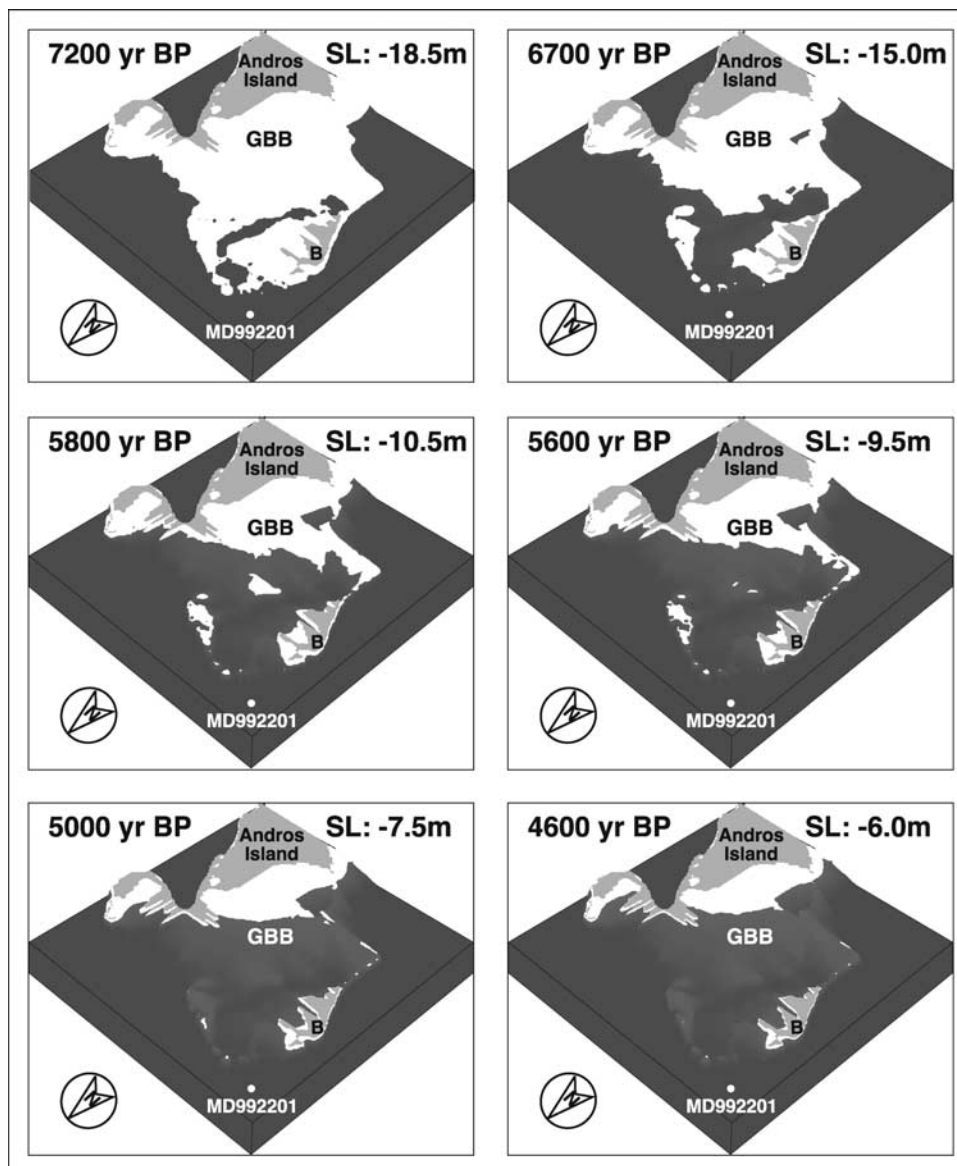 7200 yr BP SL: -18.5m
Andros
Island
GBB
B
MD992201
N
6700 yr BP SL: -15.0m
Andros
Island
GBB
B
MD992201
N
5800 yr BP SL: -10.5m
Andros
Island
GBB
B
MD992201
N
5600 yr BP SL: -9.5m
Andros
Island
GBB
B
MD992201
N
5000 yr BP SL: -7.5m
Andros
Island
GBB
B
MD992201
N
4600 yr BP SL: -6.0m
Andros
Island
GBB
B
MD992201
N